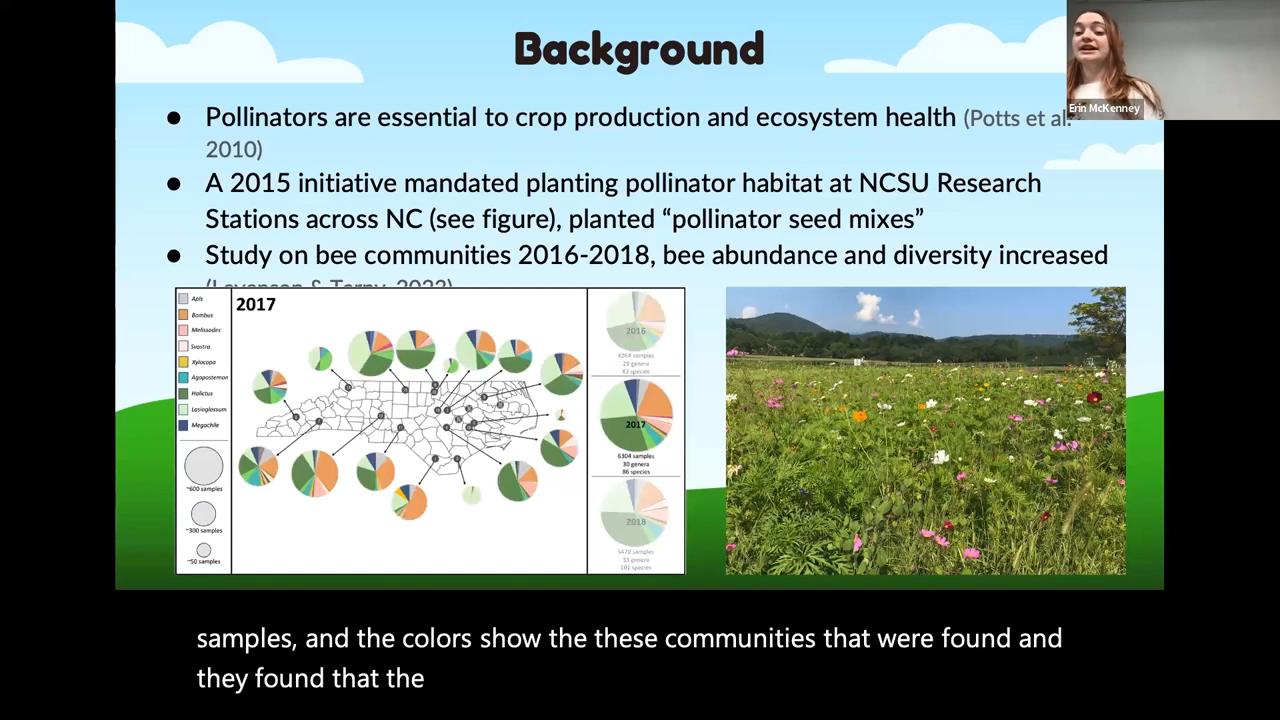 Background
Erin McKenney
● Pollinators are essential to crop production and ecosystem health (Potts et al.
2010)
● A 2015 initiative mandated planting pollinator habitat at NCSU Research
Stations across NC (see figure), planted “pollinator seed mixes”
● Study on bee communities 2016-2018, bee abundance and diversity increased
(Levenson & Tarpy, 2023)
2017
Apis
Bombus
Melissodes
Svastra
Xylocopa
Agapostemon
Halictus
Lasioglossum
Megachile
~600 samples
~300 samples
~50 samples
2016
4264 samples
29 genera
82 species
2017
6304 samples
30 genera
86 species
2018
5470 samples
33 genera
101 species
samples, and the colors show the these communities that were found and
they found that the